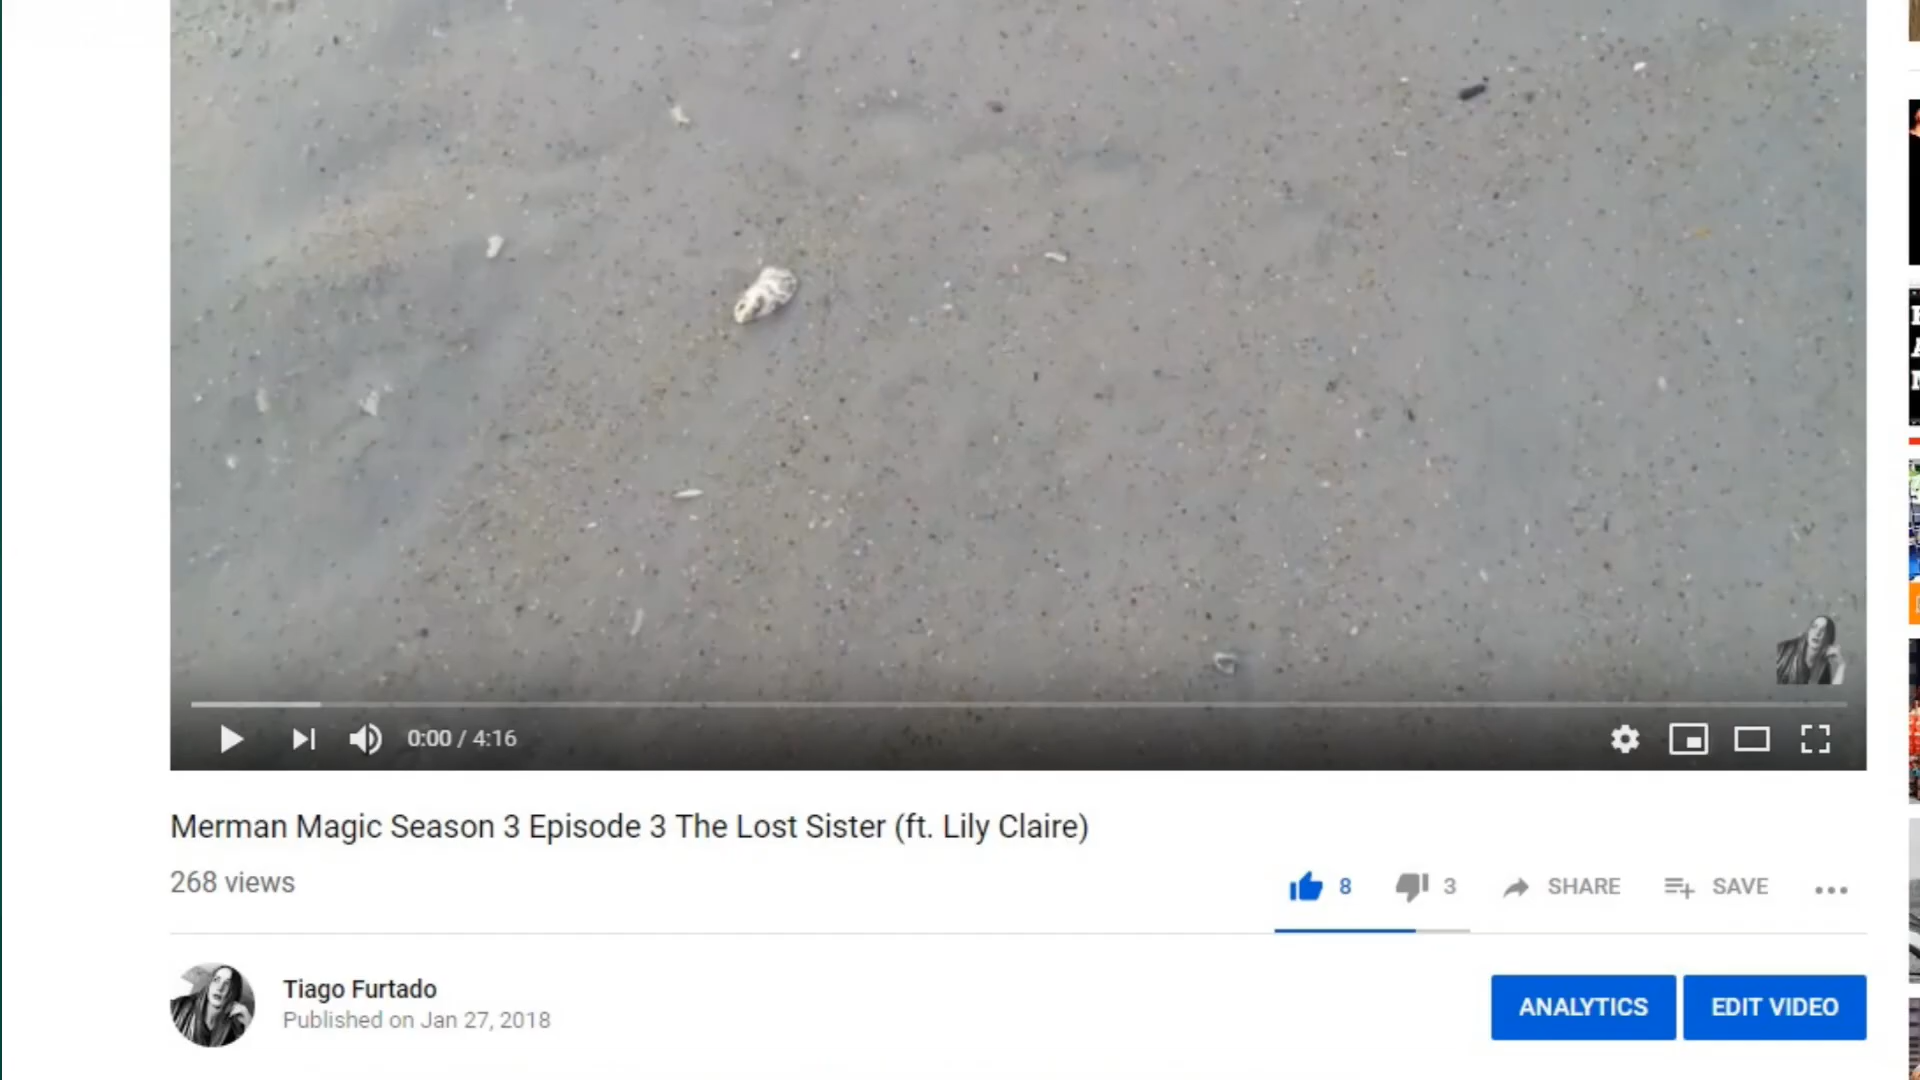 0:00 / 4:16
Merman Magic Season 3 Episode 3 The Lost Sister (ft. Lily Claire)
268 views
8
3
SHARE
SAVE
Tiago Furtado
Published on Jan 27, 2018
ANALYTICS
EDIT VIDEO